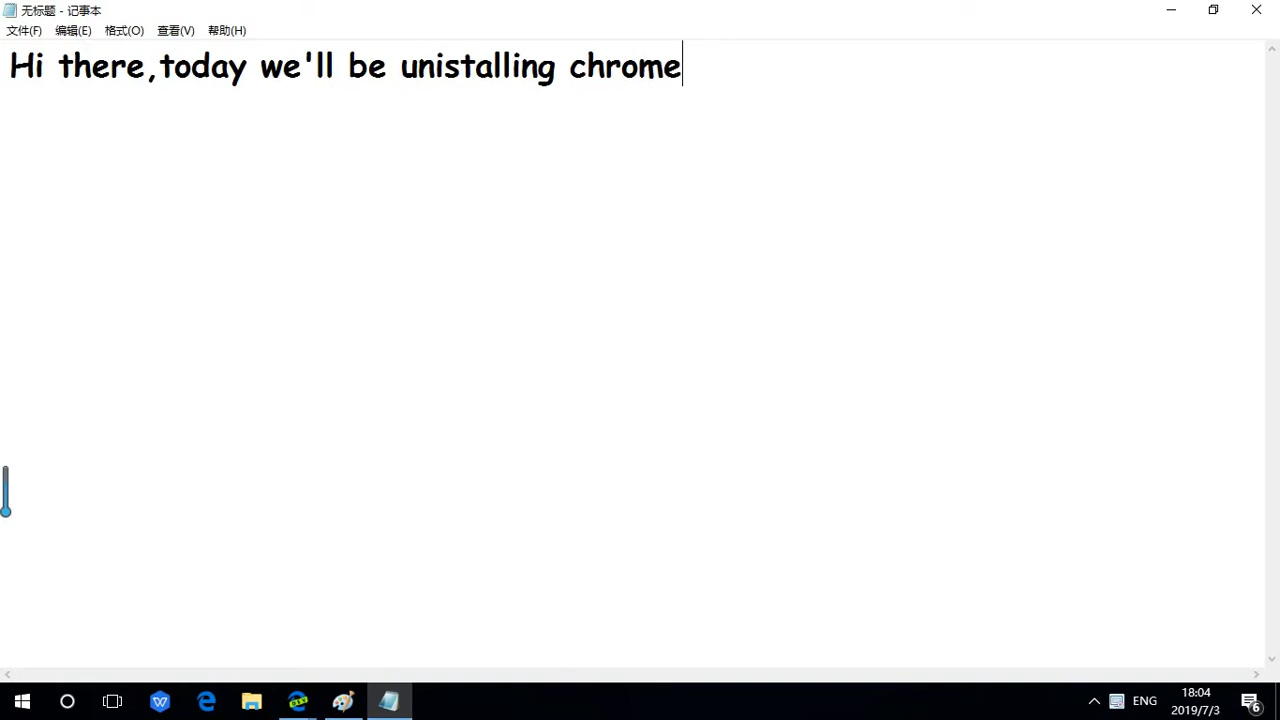 无标题 - 记事本
文件(F) 编辑(E) 格式(O) 查看(V) 帮助(H)
Hi there,today we'll be unistalling chrome
ENG
18:04
2019/7/3
6